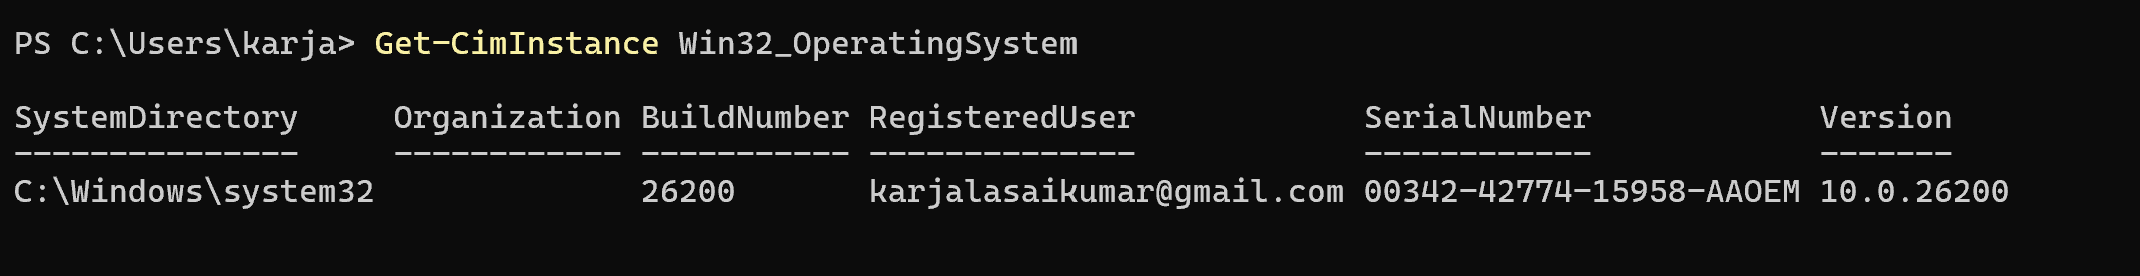 PS C:\Users\karja> Get-CimInstance Win32_OperatingSystem
SystemDirectory     Organization BuildNumber RegisteredUser            SerialNumber            Version
---------------     ------------ ----------- --------------            ------------            -------
C:\Windows\system32              26200       karjalasaikumar@gmail.com 00342-42774-15958-AAOEM 10.0.26200